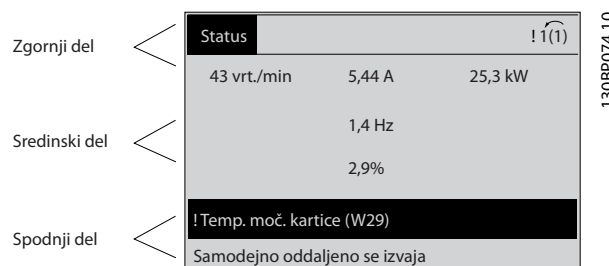 Zgornji del
Status
! 1(1)
43 vrt./min 5,44 A 25,3 kW
Sredinski del
1,4 Hz
2,9%
! Temp. moč. kartice (W29)
Spodnji del
Samodejno oddaljeno se izvaja
130BP074.10